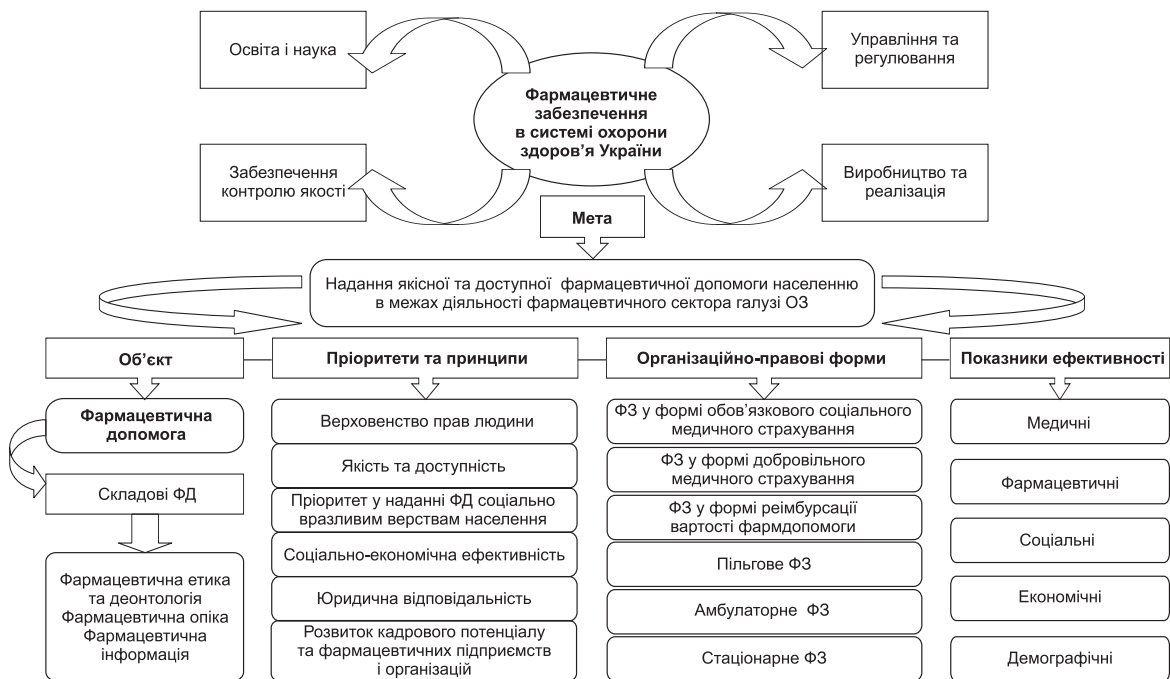 Освіта і наука
Управління та
регулювання
Фармацевтичне
забезпечення
в системі охорони
здоров’я України
Забезпечення
контролю якості
Виробництво та
реалізація
Мета
Надання якісної та доступної фармацевтичної допомоги населенню
в межах діяльності фармацевтичного сектора галузі ОЗ
Об’єкт
Фармацевтична
допомога
Складові ФД
Фармацевтична етика
та деонтологія
Фармацевтична опіка
Фармацевтична
інформація
Пріоритети та принципи
Верховенство прав людини
Якість та доступність
Пріоритет у наданні ФД соціально
вразливим верствам населення
Соціально-економічна ефективність
Юридична відповідальність
Розвиток кадрового потенціалу
та фармацевтичних підприємств
і організацій
Організаційно-правові форми
ФЗ у формі обов’язкового соціального
медичного страхування
ФЗ у формі добровільного
медичного страхування
ФЗ у формі реімбурсації
вартості фармдопомоги
Пільгове ФЗ
Амбулаторне ФЗ
Стаціонарне ФЗ
Показники ефективності
Медичні
Фармацевтичні
Соціальні
Економічні
Демографічні